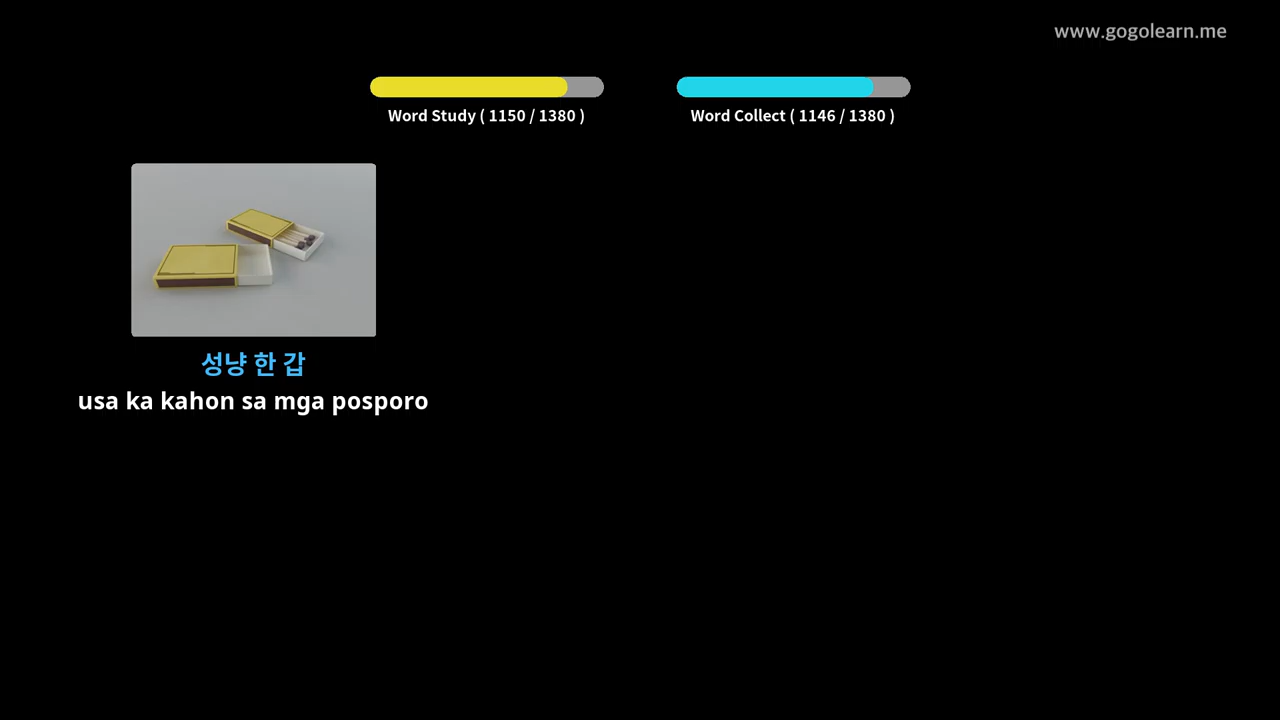 www.gogolearn.me
Word Study ( 1150 / 1380 )
Word Collect ( 1146 / 1380 )
성냥 한 갑
usa ka kahon sa mga posporo